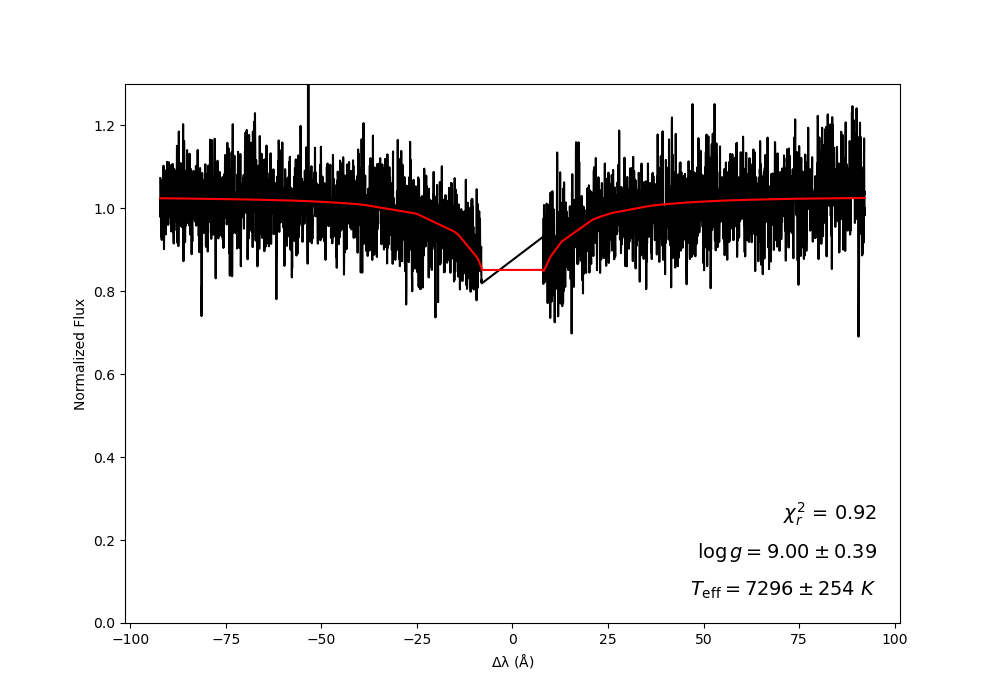 1.2
1.0
0.8
0.6
0.4
0.2
0.0
Normalized Flux
χ²ᵣ = 0.92
log g = 9.00 ± 0.39
T_eff = 7296 ± 254 K
−100 −75 −50 −25 0 25 50 75 100
Δλ (Å)